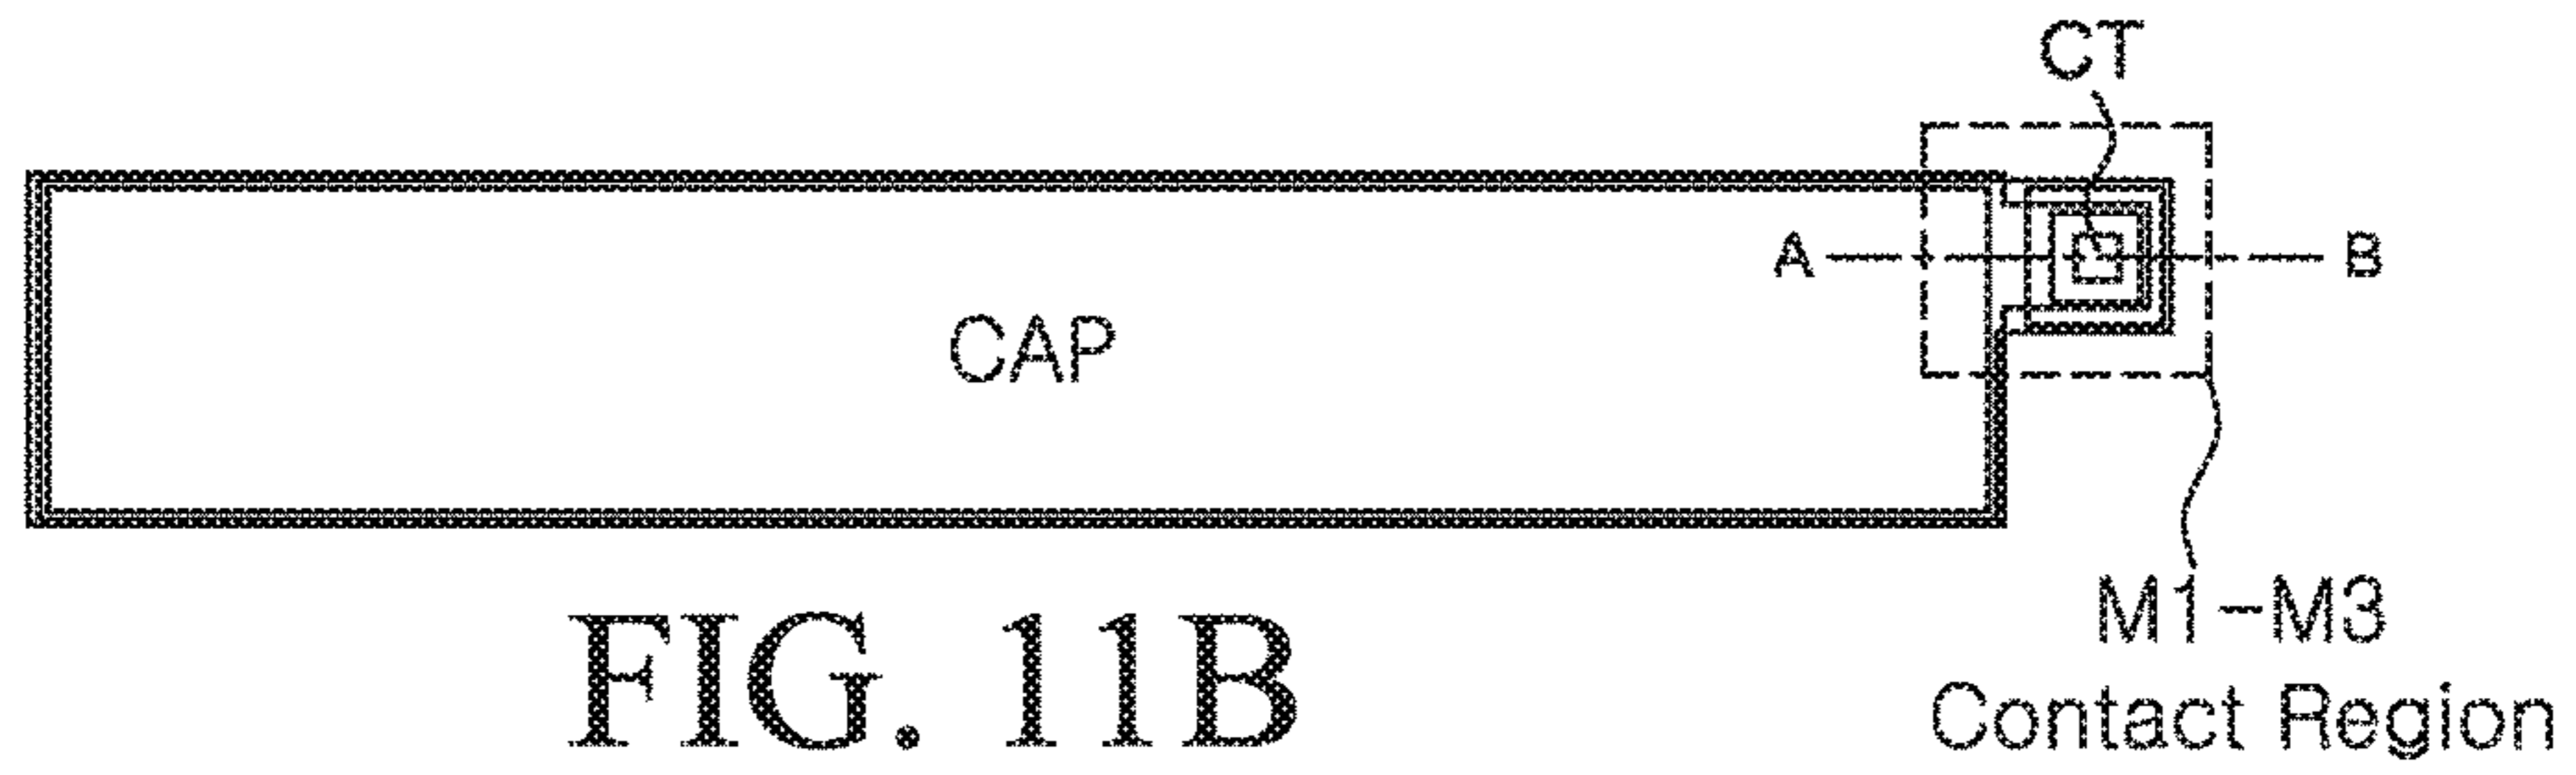 CT
A
B
CAP
M1-M3
Contact Region
FIG. 11B